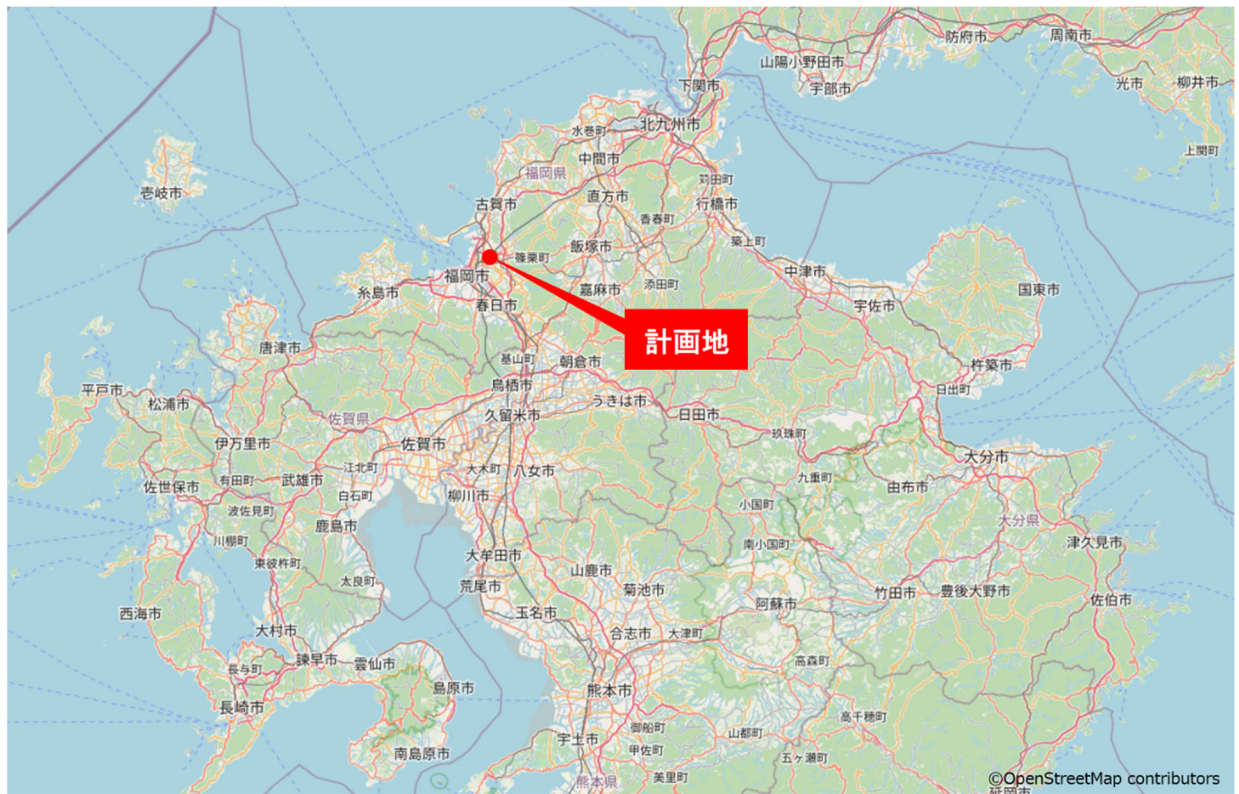 防府市
周南市
山陽小野田市
下関市
宇部市
光市
柳井市
北九州市
水巻町
上関町
中間市
福岡県
苅田町
壱岐市
直方市
古賀市
行橋市
香春町
飯塚市
築上町
篠栗町
中津市
福岡市
添田町
嘉麻市
国東市
糸島市
春日市
宇佐市
計画地
唐津市
基山町
朝倉市
杵築市
鳥栖市
平戸市
日出町
松浦市
うきは市
久留米市
日田市
佐賀県
玖珠町
伊万里市
佐賀市
大分市
江北町
大木町
八女市
有田町
武雄市
九重町
佐世保市
由布市
白石町
柳川市
小国町
波佐見町
大分県
鹿島市
川棚町
南小国町
津久見市
大牟田市
東彼杵町
山鹿市
太良町
荒尾市
菊池市
竹田市
豊後大野市
佐伯市
阿蘇市
西海市
玉名市
大村市
合志市
大津町
諫早市
雲仙市
高森町
長与町
島原市
熊本市
長崎市
高千穂町
御船町
山都町
宇土市
甲佐町
南島原市
五ヶ瀬町
美里町
熊本県
©OpenStreetMap contributors
延岡市